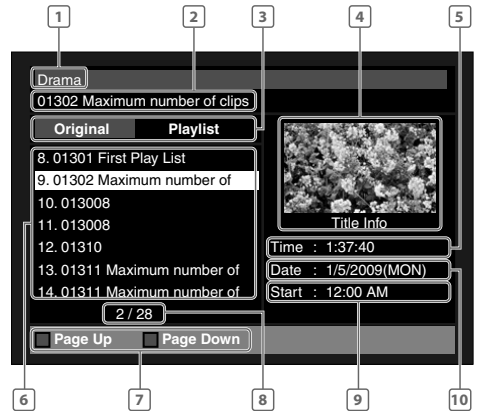 1 2 3 4 5
Drama
01302 Maximum number of clips
Original Playlist
8. 01301 First Play List
9. 01302 Maximum number of
10. 013008
11. 013008
12. 01310
13. 01311 Maximum number of
14. 01311 Maximum number of
2 / 28
Page Up Page Down
Title Info
Time : 1:37:40
Date : 1/5/2009(MON)
Start : 12:00 AM
6 7 8 9 10